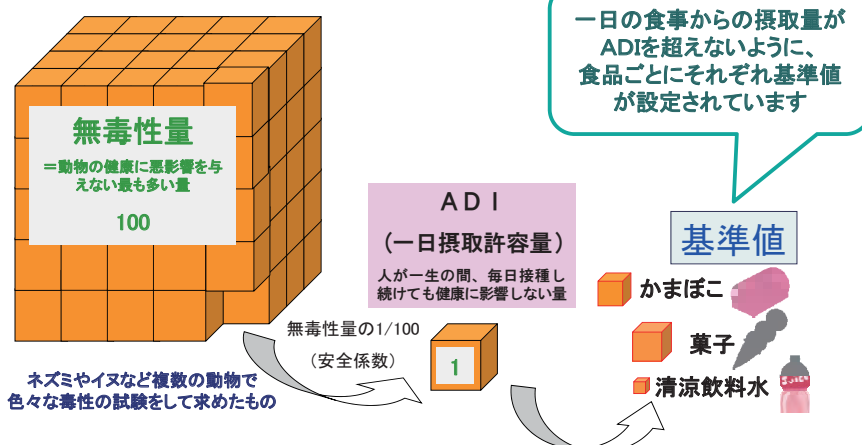 一日の食事からの摂取量が
ADIを超えないように、
食品ごとにそれぞれ基準値
が設定されています
無毒性量
=動物の健康に悪影響を与
えない最も多い量
100
ネズミやイヌなど複数の動物で
色々な毒性の試験をして求めたもの
無毒性量の1/100
(安全係数)
ADI
(一日摂取許容量)
人が一生の間、毎日接種し
続けても健康に影響しない量
1
基準値
かまぼこ
菓子
清涼飲料水
JUICE